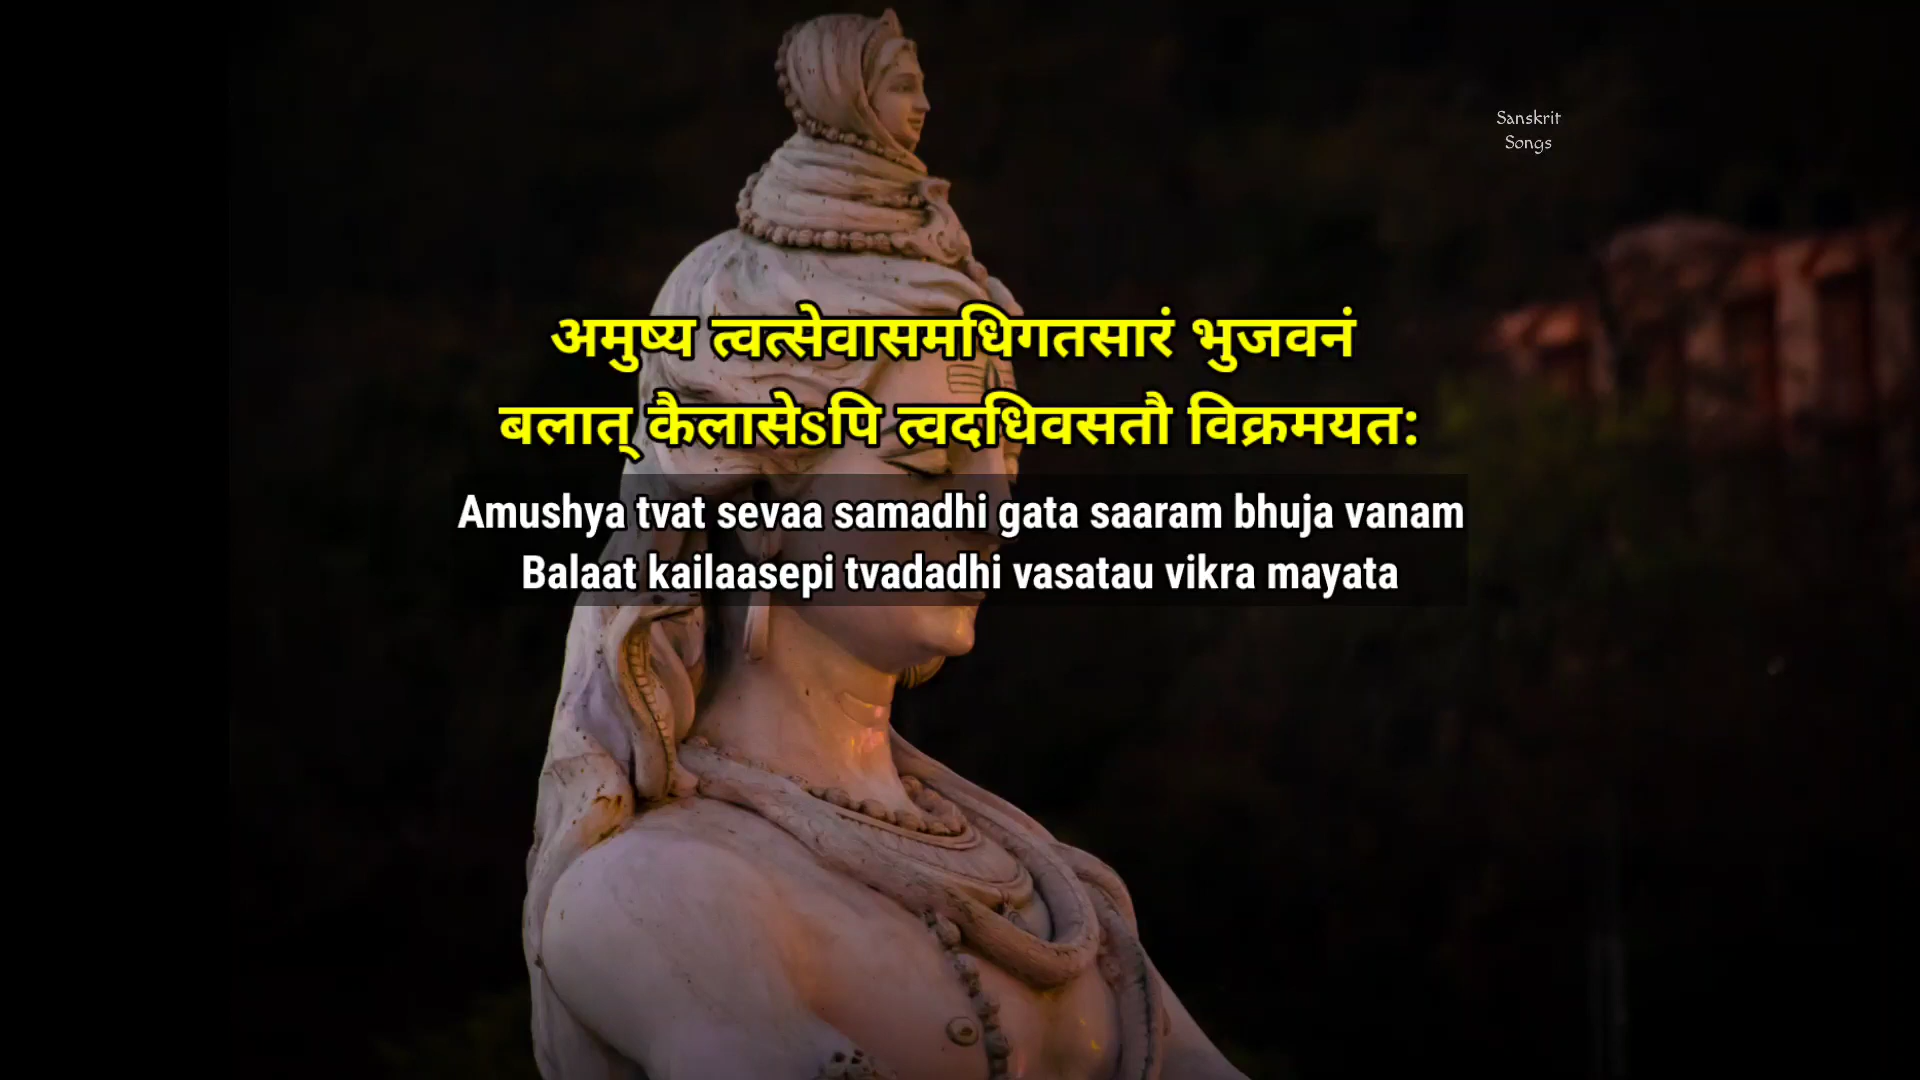 Sanskrit
Songs
अमुष्य त्वत्सेवासमधिगतसारं भुजवनं
बलात् कैलासेऽपि त्वदधिवसतौ विक्रमयत:
Amushya tvat sevaa samadhi gata saaram bhuja vanam
Balaat kailaasepi tvadadhi vasatau vikra mayata